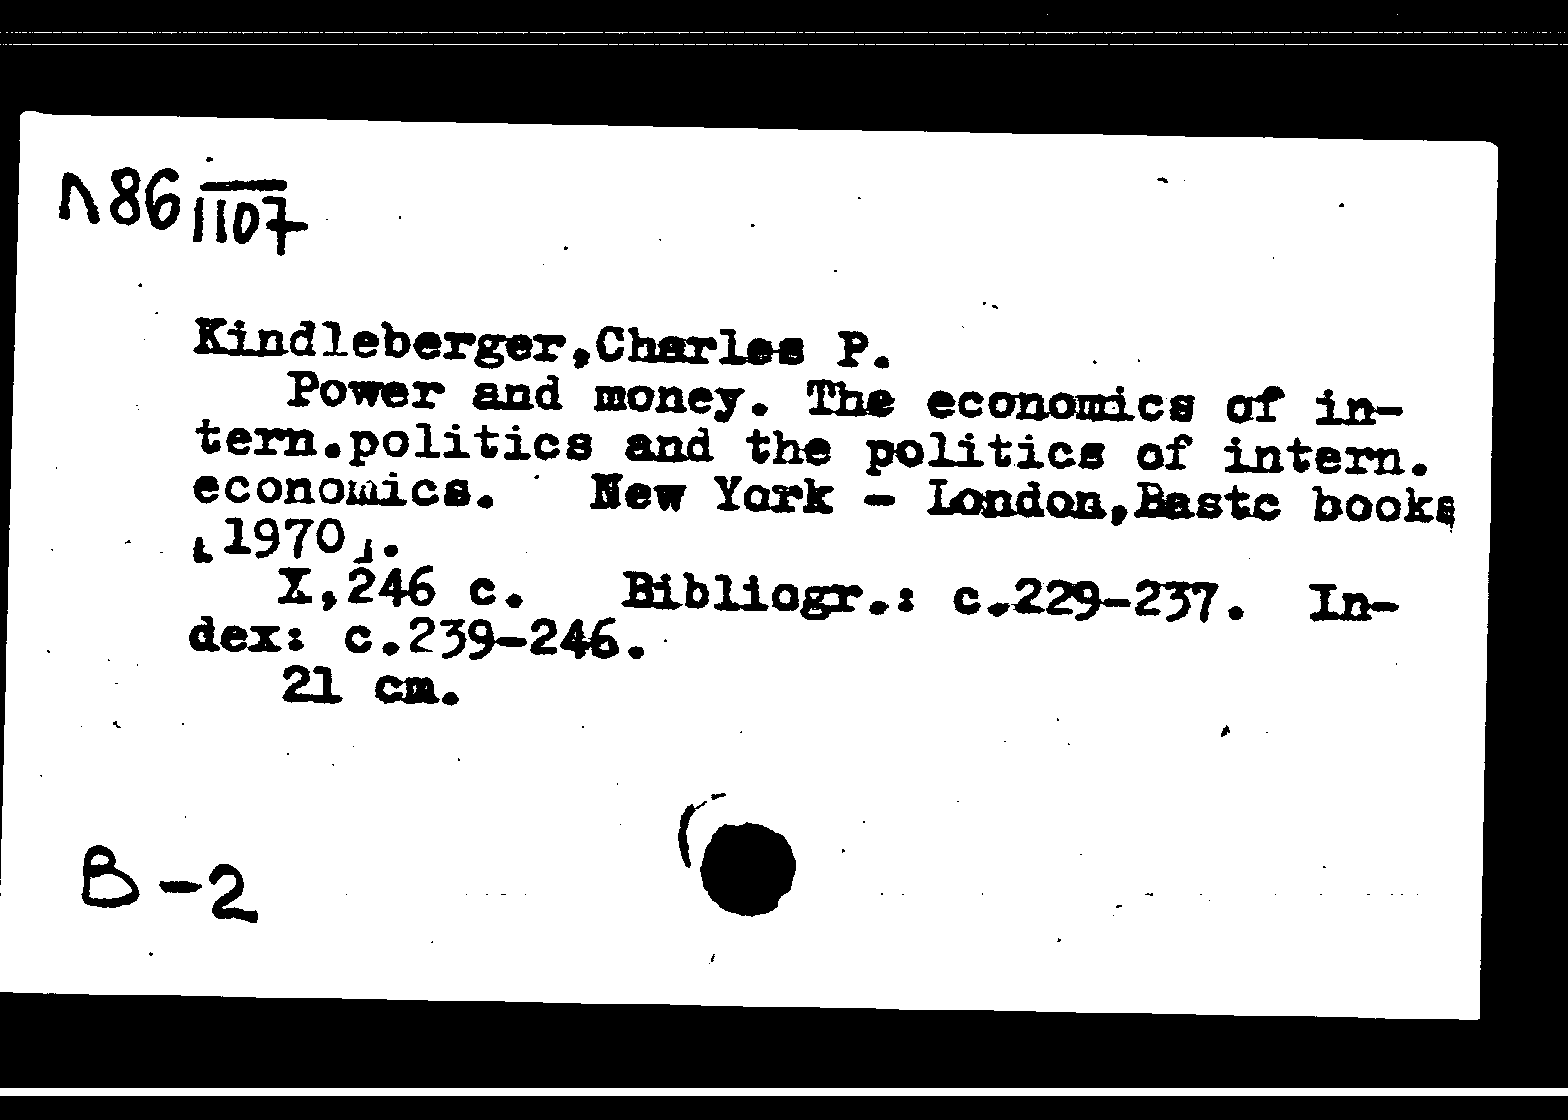 Л86 1107
Kindleberger,Charles P.
Power and money. The economics of in-
tern.politics and the politics of intern.
economics. New York - London,Basic books
[1970].
X,246 c. Bibliogr.: c.229-237. In-
dex: c.239-246.
21 cm.
В-2